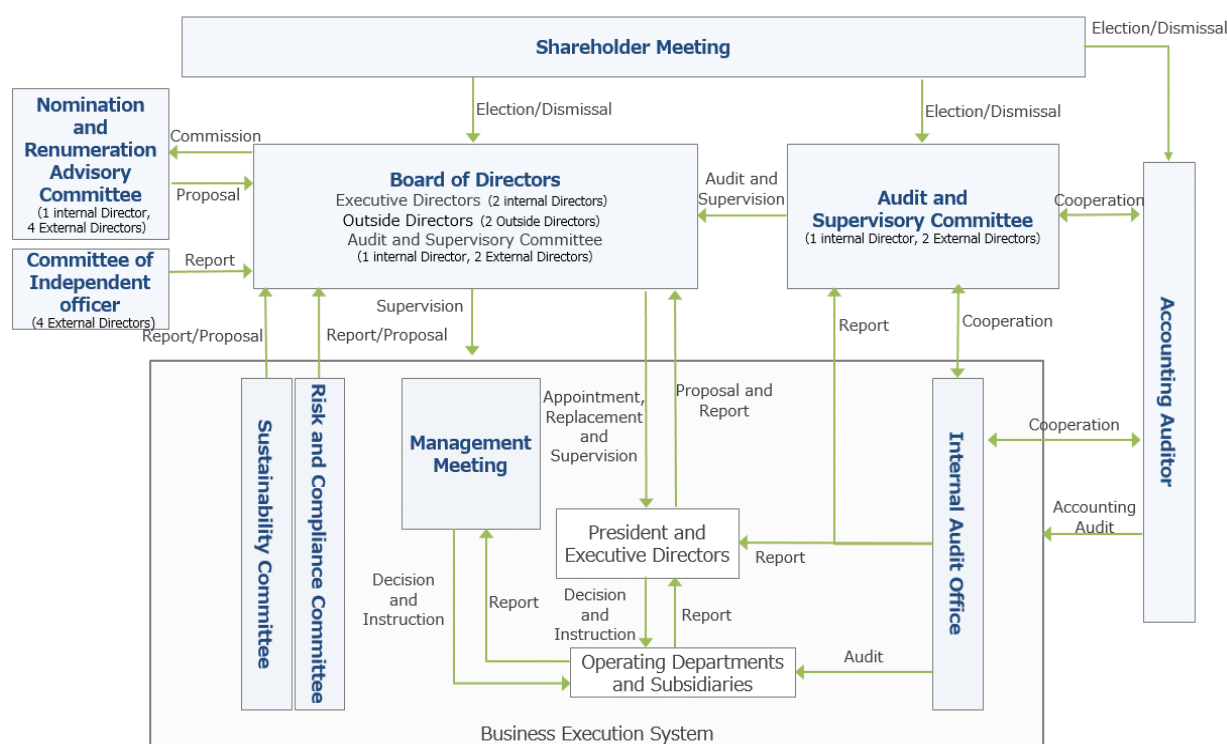 Shareholder Meeting
Election/Dismissal
Election/Dismissal
Election/Dismissal
Nomination
and
Renumeration
Advisory
Committee
(1 internal Director,
4 External Directors)
Commission
Proposal
Board of Directors
Executive Directors (2 internal Directors)
Outside Directors (2 Outside Directors)
Audit and Supervisory Committee
(1 internal Director, 2 External Directors)
Audit and
Supervision
Audit and
Supervisory Committee
(1 internal Director, 2 External Directors)
Cooperation
Committee of
Independent
officer
(4 External Directors)
Report
Report/Proposal
Report/Proposal
Supervision
Report
Cooperation
Accounting Auditor
Sustainability Committee
Risk and Compliance Committee
Management
Meeting
Appointment,
Replacement
and
Supervision
Proposal and
Report
Internal Audit Office
Cooperation
Accounting
Audit
President and
Executive Directors
Report
Decision
and
Instruction
Report
Decision
and
Instruction
Report
Operating Departments
and Subsidiaries
Audit
Business Execution System